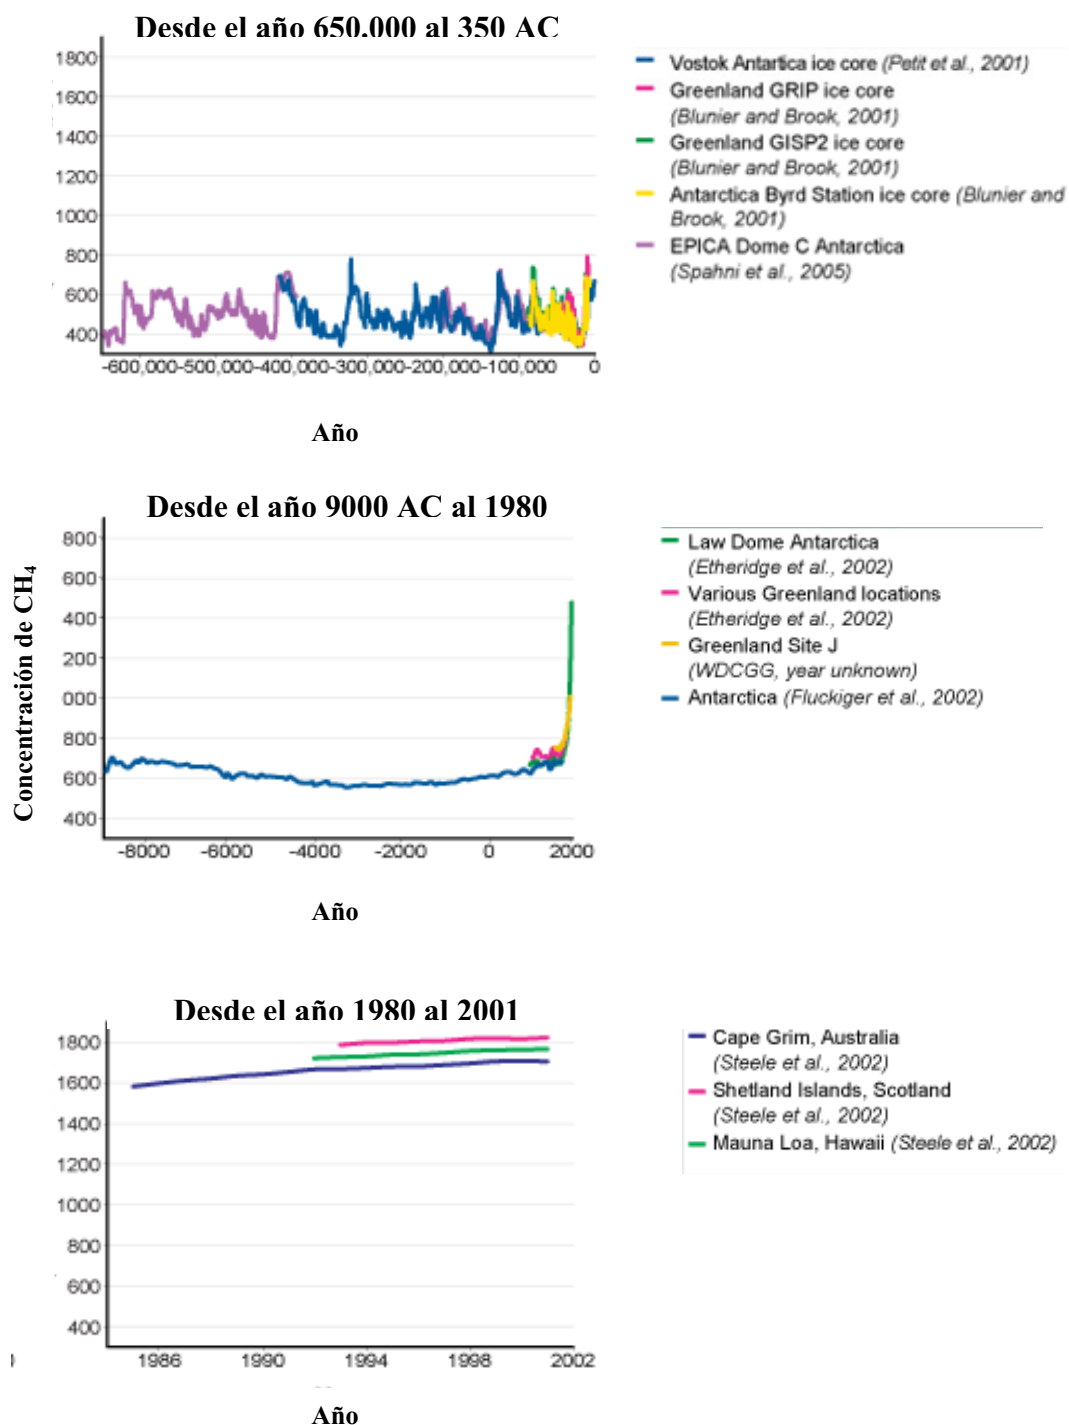 Desde el año 650.000 al 350 AC
1800
1600
1400
1200
1000
800
600
400
-600,000-500,000-400,000-300,000-200,000-100,000 0
Año
Vostok Antartica ice core (Petit et al., 2001)
Greenland GRIP ice core
(Blunier and Brook, 2001)
Greenland GISP2 ice core
(Blunier and Brook, 2001)
Antarctica Byrd Station ice core (Blunier and
Brook, 2001)
EPICA Dome C Antarctica
(Spahni et al., 2005)
Concentración de CH₄
Desde el año 9000 AC al 1980
800
600
400
200
000
800
600
400
-8000 -6000 -4000 -2000 0 2000
Año
Law Dome Antarctica
(Etheridge et al., 2002)
Various Greenland locations
(Etheridge et al., 2002)
Greenland Site J
(WDCGG, year unknown)
Antarctica (Fluckiger et al., 2002)
Desde el año 1980 al 2001
1800
1600
1400
1200
1000
800
600
400
1986 1990 1994 1998 2002
Año
Cape Grim, Australia
(Steele et al., 2002)
Shetland Islands, Scotland
(Steele et al., 2002)
Mauna Loa, Hawaii (Steele et al., 2002)